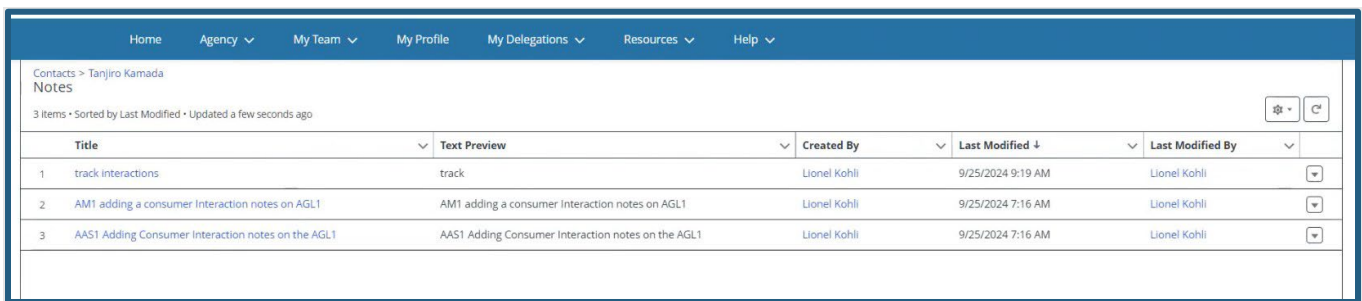 Home Agency My Team My Profile My Delegations Resources Help
Contacts > Tanjiro Kamada
Notes
3 items • Sorted by Last Modified • Updated a few seconds ago
Title Text Preview Created By Last Modified ↓ Last Modified By
1 track interactions track Lionel Kohli 9/25/2024 9:19 AM Lionel Kohli
2 AM1 adding a consumer Interaction notes on AGL1 AM1 adding a consumer Interaction notes on AGL1 Lionel Kohli 9/25/2024 7:16 AM Lionel Kohli
3 AAS1 Adding Consumer Interaction notes on the AGL1 AAS1 Adding Consumer Interaction notes on the AGL1 Lionel Kohli 9/25/2024 7:16 AM Lionel Kohli